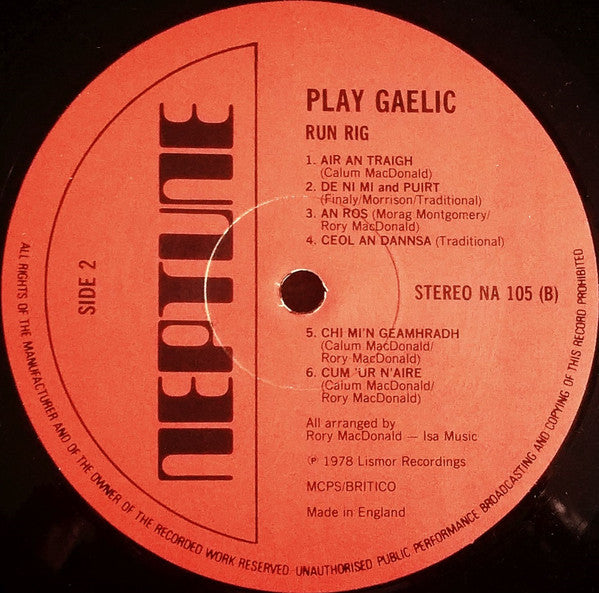 PLAY GAELIC
RUN RIG
1. AIR AN TRAIGH
(Calum MacDonald)
2. DE NI MI and PUIRT
(Finaly/Morrison/Traditional)
3. AN ROS (Morag Montgomery/
Rory MacDonald)
4. CEOL AN DANNSA (Traditional)
NEPTUNE
SIDE 2
STEREO NA 105 (B)
5. CHI MI'N GEAMHRADH
(Calum MacDonald/
Rory MacDonald)
6. CUM 'UR N'AIRE
(Calum MacDonald/
Rory MacDonald)
All arranged by
Rory MacDonald — Isa Music
℗ 1978 Lismor Recordings
MCPS/BRITICO
Made in England
ALL RIGHTS OF THE MANUFACTURER AND OF THE OWNER OF THE RECORDED WORK RESERVED. UNAUTHORISED PUBLIC PERFORMANCE BROADCASTING AND COPYING OF THIS RECORD PROHIBITED